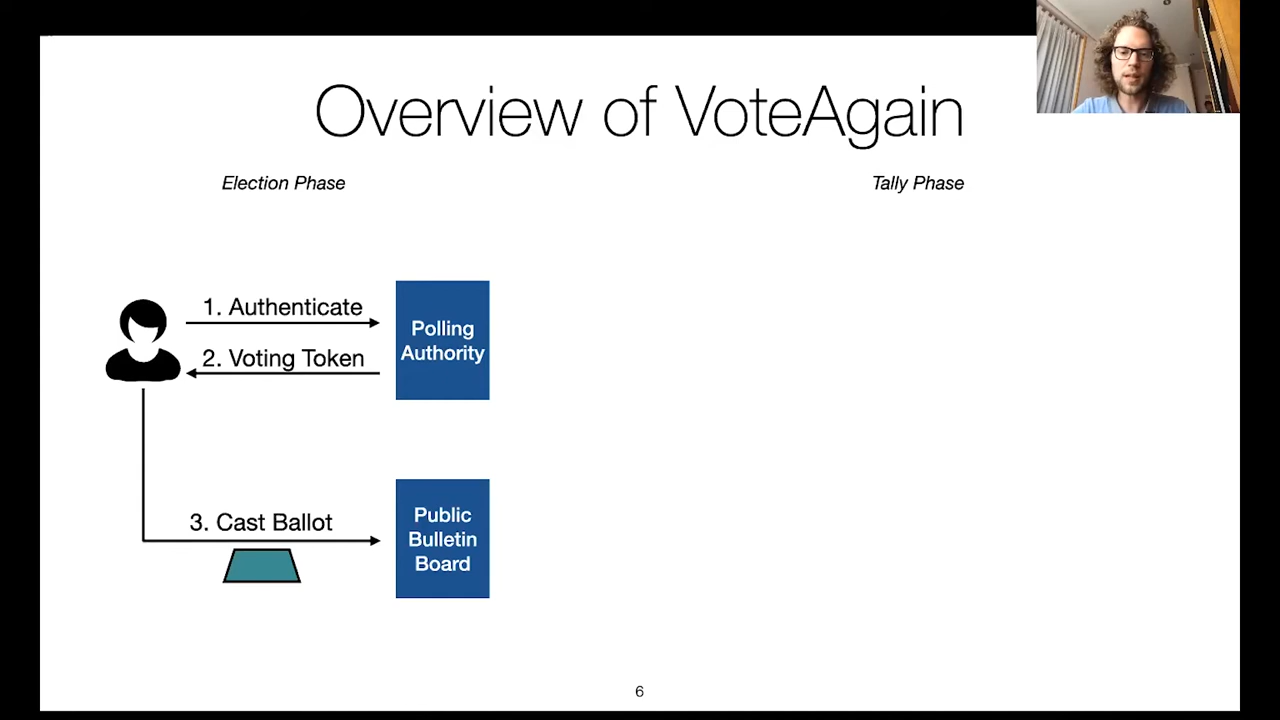 Overview of VoteAgain
Election Phase
Tally Phase
1. Authenticate
2. Voting Token
Polling
Authority
3. Cast Ballot
Public
Bulletin
Board
6